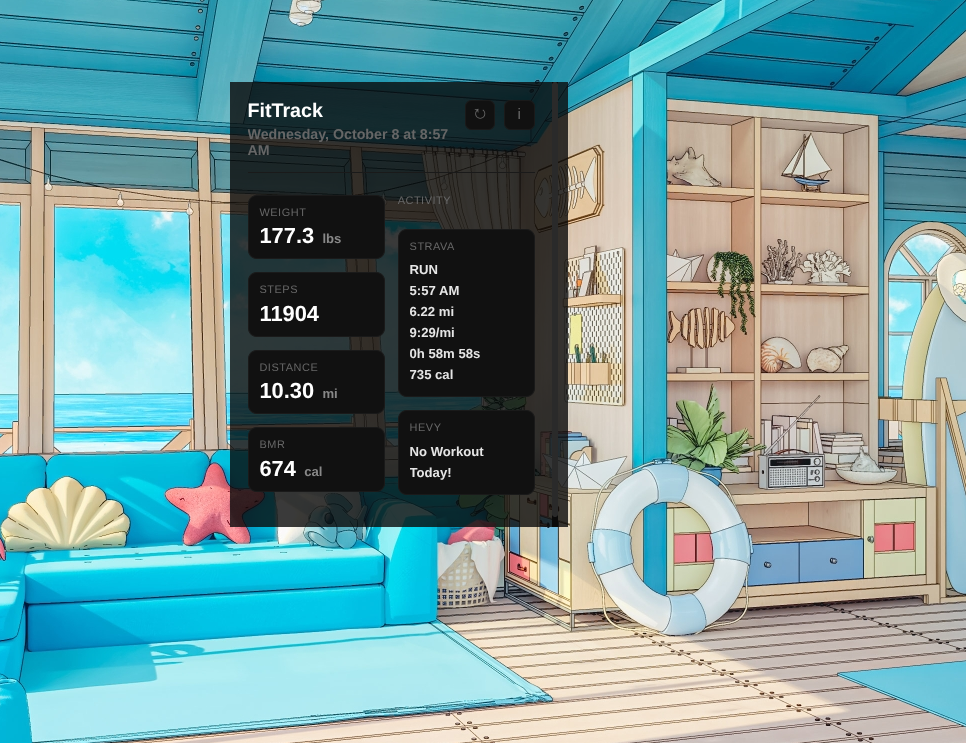 FitTrack
↻ i
Wednesday, October 8 at 8:57
AM
WEIGHT
177.3 lbs
STEPS
11904
DISTANCE
10.30 mi
BMR
674 cal
ACTIVITY
STRAVA
RUN
5:57 AM
6.22 mi
9:29/mi
0h 58m 58s
735 cal
HEVY
No Workout
Today!